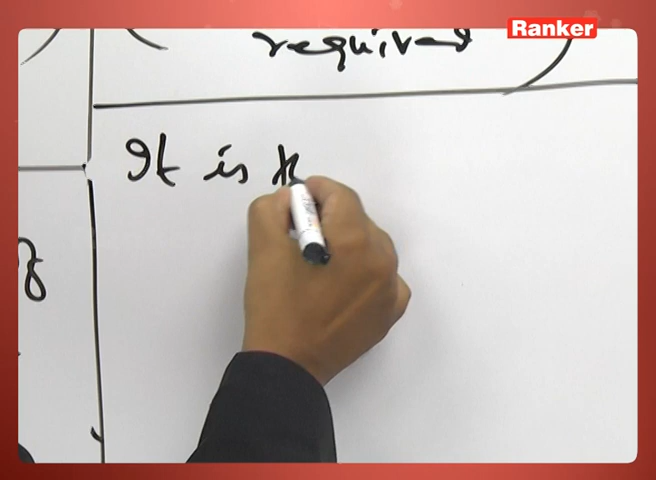 Ranker
required )
It is